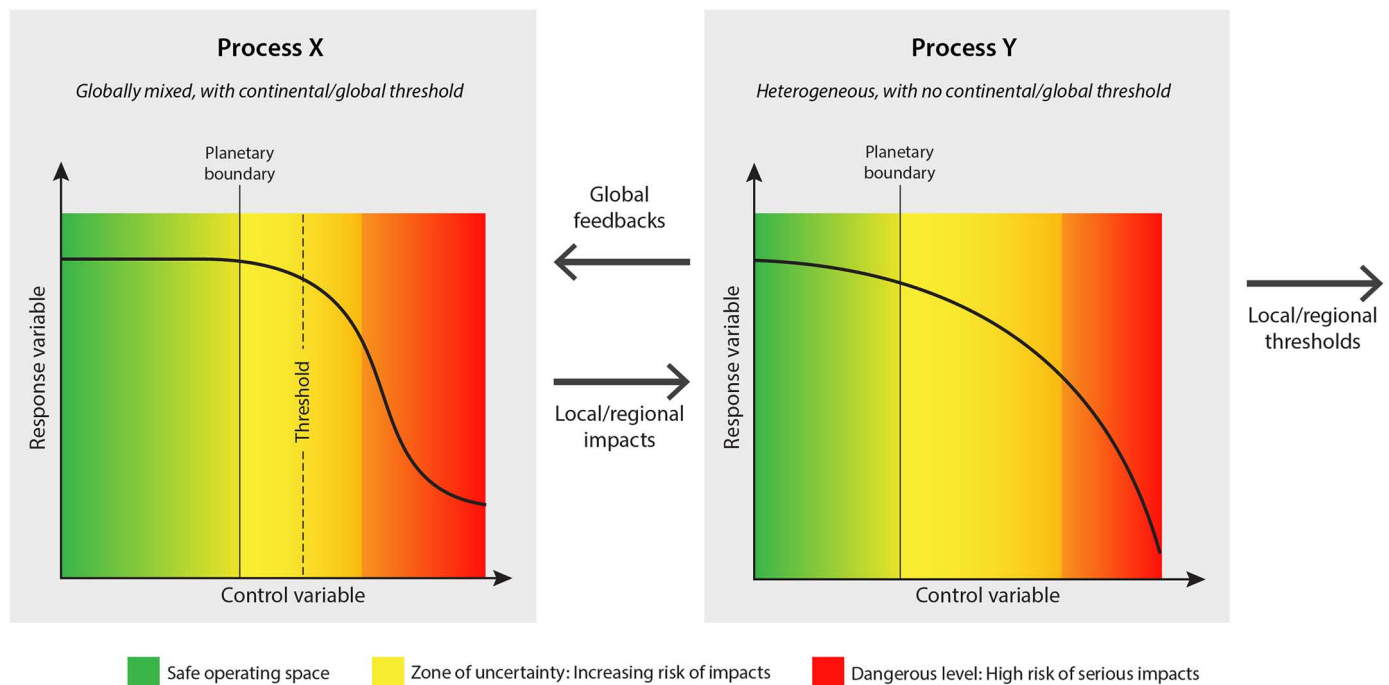 Process X
Globally mixed, with continental/global threshold
Planetary
boundary
Threshold
Response variable
Control variable
Global
feedbacks
Local/regional
impacts
Process Y
Heterogeneous, with no continental/global threshold
Planetary
boundary
Response variable
Control variable
Local/regional
thresholds
Safe operating space
Zone of uncertainty: Increasing risk of impacts
Dangerous level: High risk of serious impacts